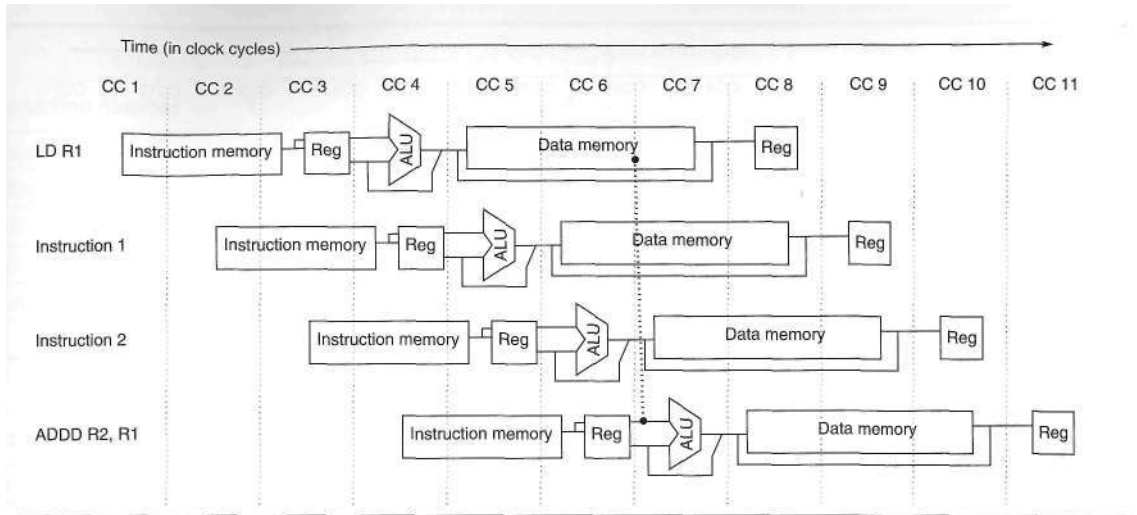 Time (in clock cycles)
CC 1 CC 2 CC 3 CC 4 CC 5 CC 6 CC 7 CC 8 CC 9 CC 10 CC 11
LD R1 Instruction memory Reg ALU Data memory Reg
Instruction 1 Instruction memory Reg ALU Data memory Reg
Instruction 2 Instruction memory Reg ALU Data memory Reg
ADDD R2, R1 Instruction memory Reg ALU Data memory Reg